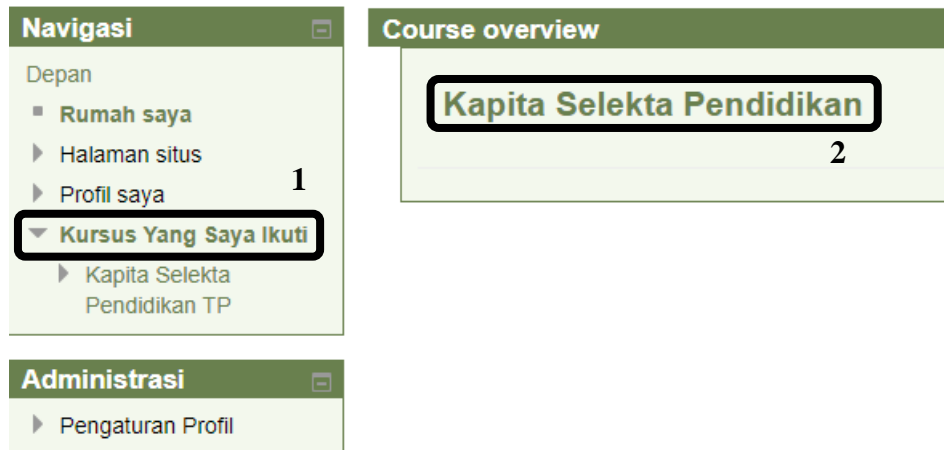 Navigasi
Depan
Rumah saya
Halaman situs
Profil saya
1
Kursus Yang Saya Ikuti
Kapita Selekta
Pendidikan TP
Administrasi
Pengaturan Profil
Course overview
Kapita Selekta Pendidikan
2